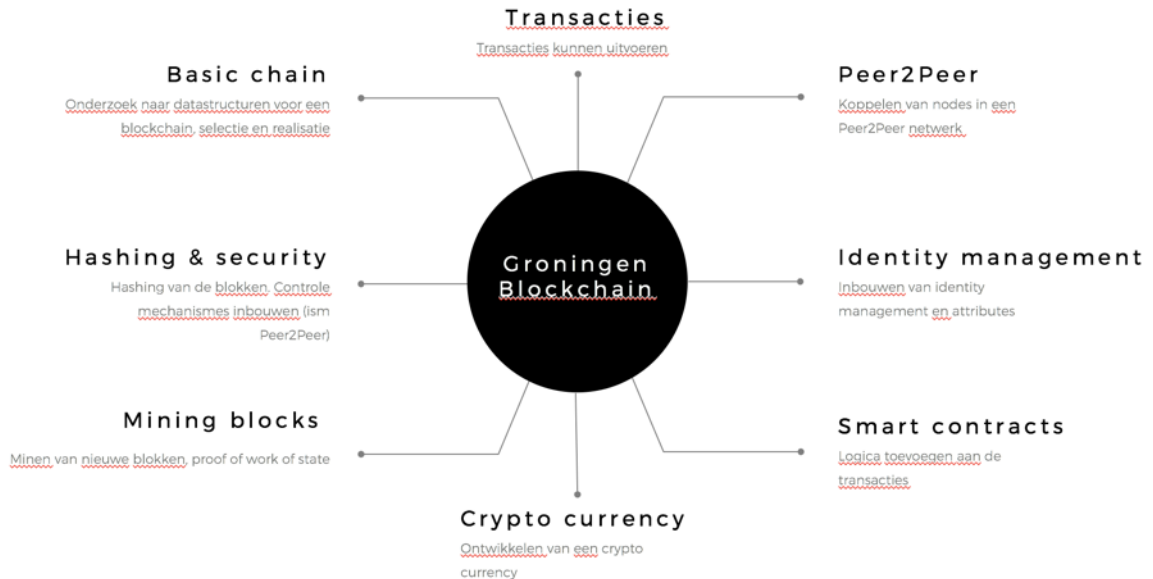 Transacties
Transacties kunnen uitvoeren
Basic chain
Onderzoek naar datastructuren voor een
blockchain, selectie en realisatie
Peer2Peer
Koppelen van nodes in een
Peer2Peer netwerk
Hashing & security
Hashing van de blokken, Controle
mechanismes inbouwen (ism
Peer2Peer)
Groningen
Blockchain
Identity management
Inbouwen van identity
management en attributes
Mining blocks
Minen van nieuwe blokken, proof of work of state
Smart contracts
Logica toevoegen aan de
transacties
Crypto currency
Ontwikkelen van een crypto
currency